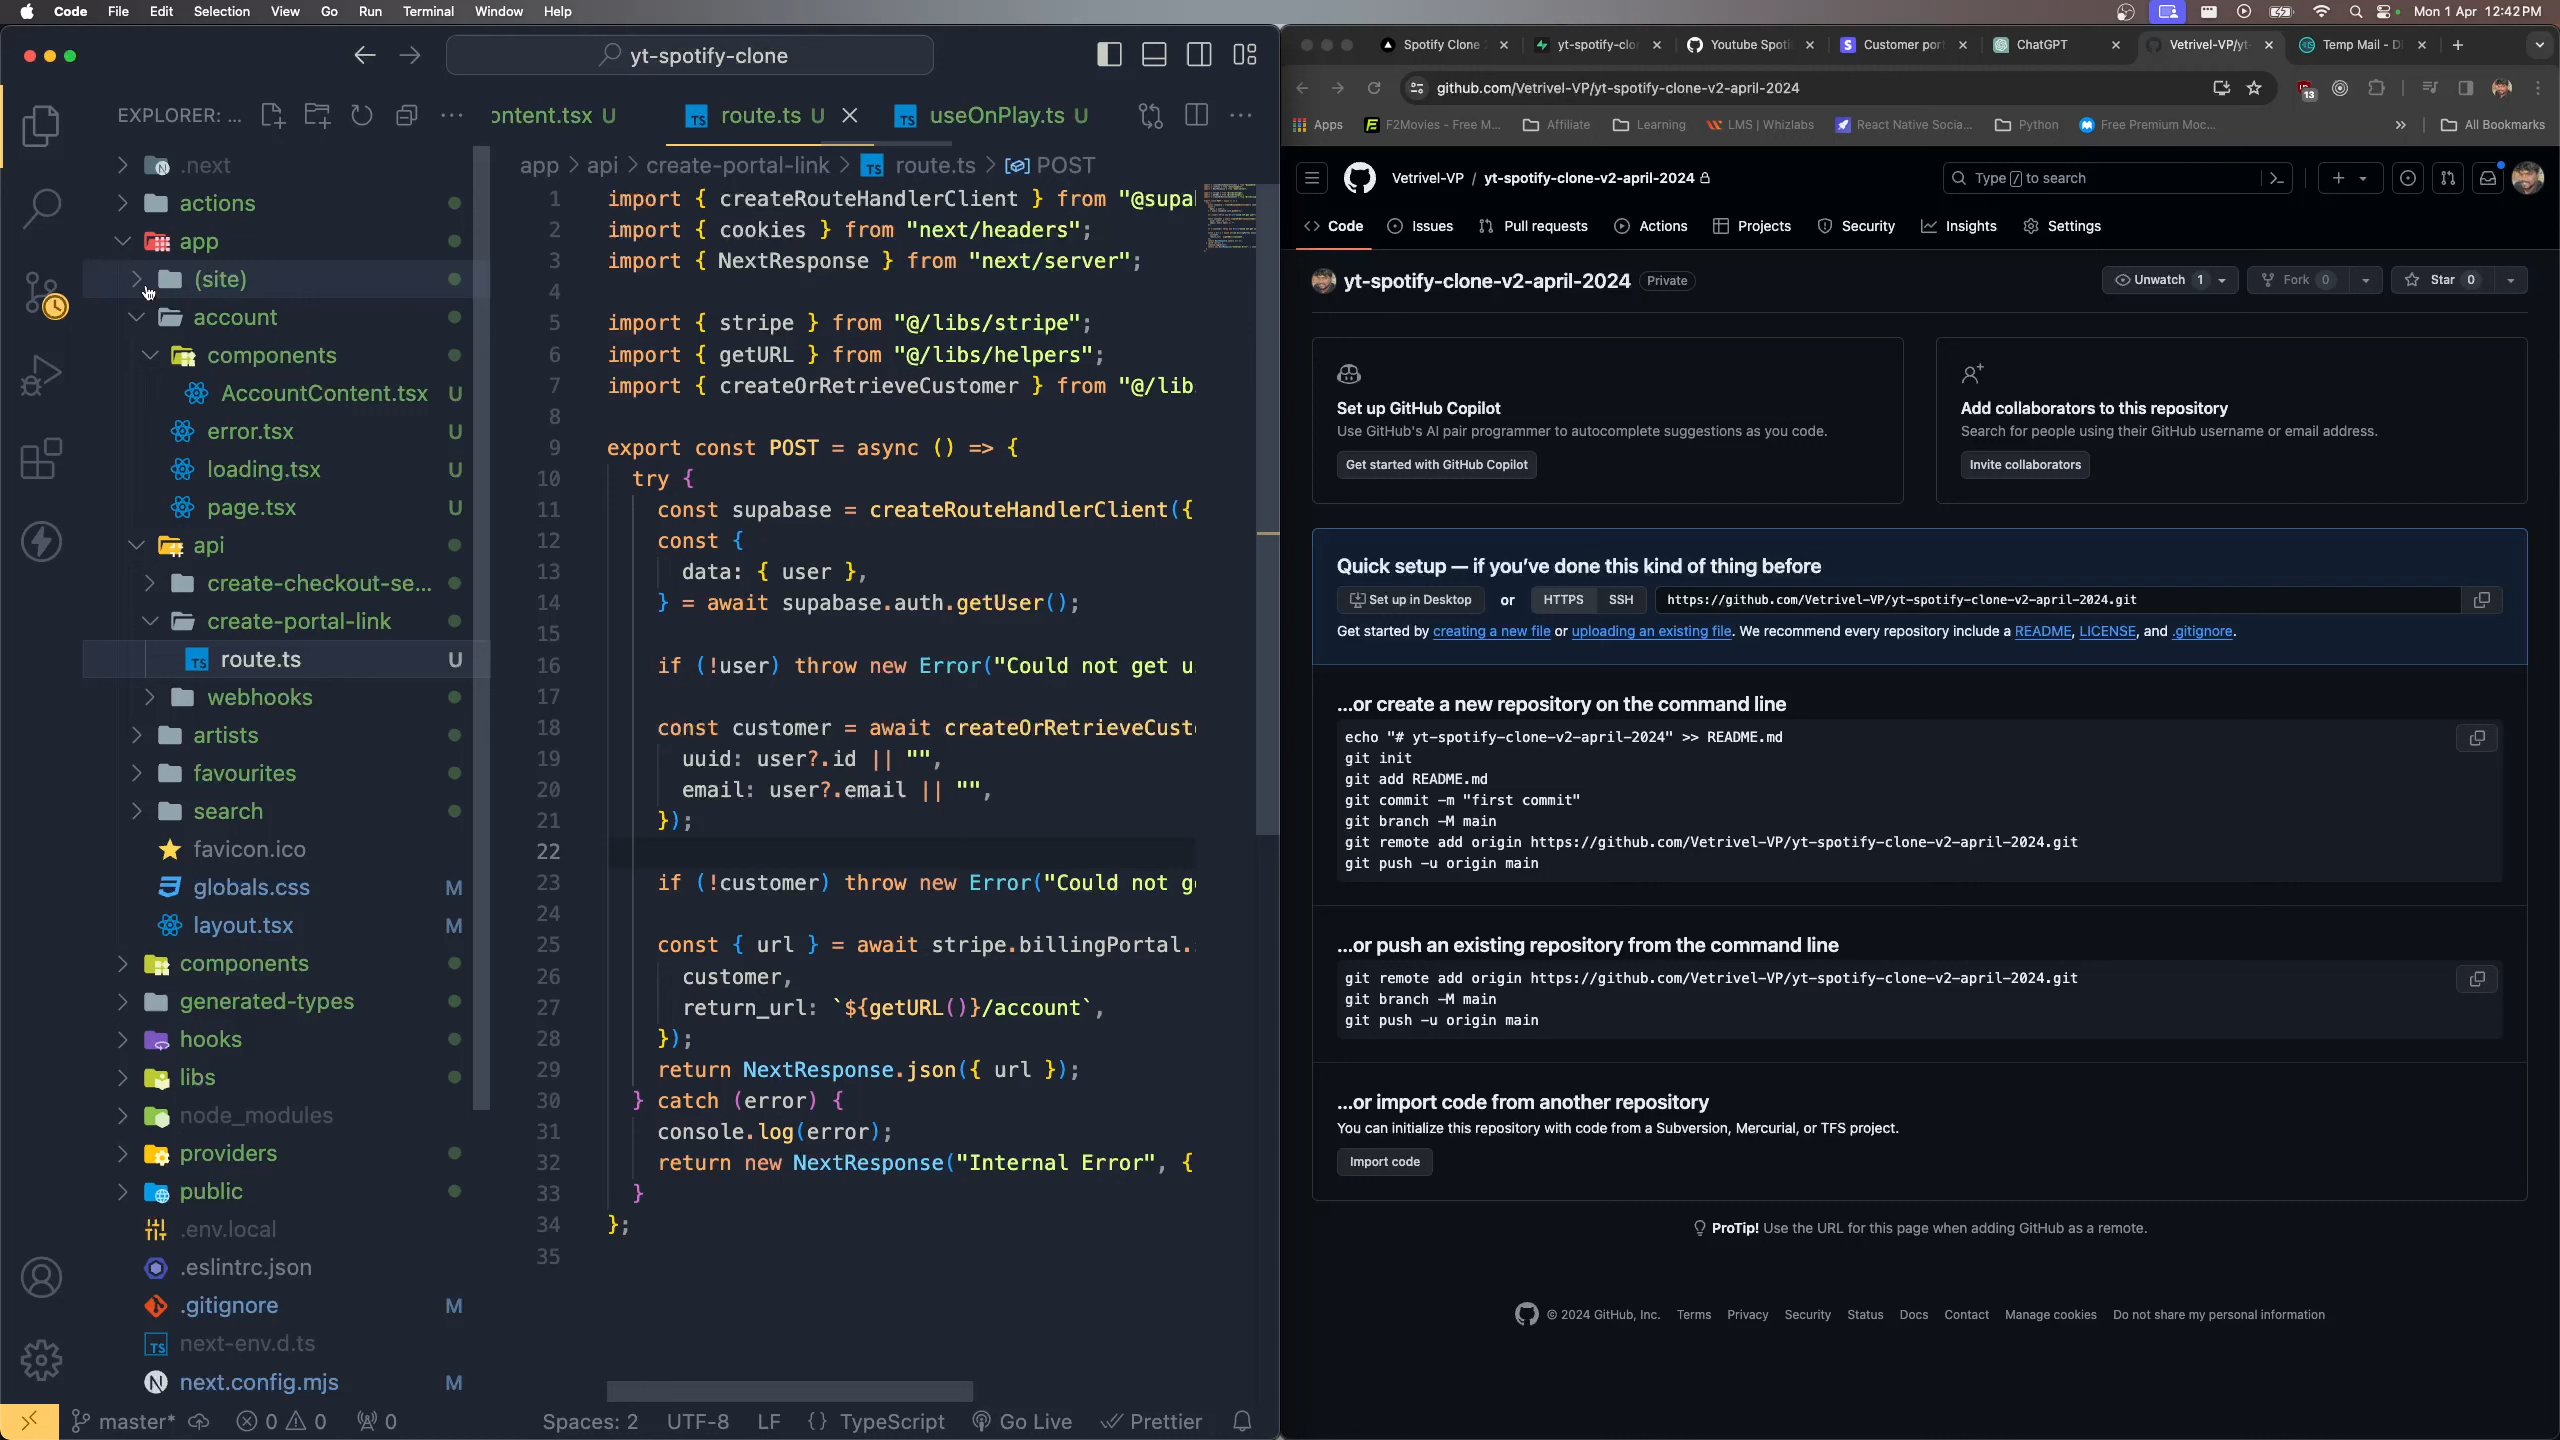 Code File Edit Selection View Go Run Terminal Window Help
Mon 1 Apr 12:42 PM
yt-spotify-clone
EXPLORER: ...
ontent.tsx U
route.ts U
useOnPlay.ts U
app > api > create-portal-link > route.ts > POST
.next
actions
app
(site)
account
components
AccountContent.tsx U
error.tsx U
loading.tsx U
page.tsx U
api
create-checkout-se...
create-portal-link
route.ts U
webhooks
artists
favourites
search
favicon.ico
globals.css M
layout.tsx M
components
generated-types
hooks
libs
node_modules
providers
public
.env.local
.eslintrc.json
.gitignore M
next-env.d.ts
next.config.mjs M
1 import { createRouteHandlerClient } from "@supa
2 import { cookies } from "next/headers";
3 import { NextResponse } from "next/server";
4
5 import { stripe } from "@/libs/stripe";
6 import { getURL } from "@/libs/helpers";
7 import { createOrRetrieveCustomer } from "@/lib
8
9 export const POST = async () => {
10 try {
11 const supabase = createRouteHandlerClient({
12 const {
13 data: { user },
14 } = await supabase.auth.getUser();
15
16 if (!user) throw new Error("Could not get u
17
18 const customer = await createOrRetrieveCust
19 uuid: user?.id || "",
20 email: user?.email || "",
21 });
22
23 if (!customer) throw new Error("Could not g
24
25 const { url } = await stripe.billingPortal.
26 customer,
27 return_url: `${getURL()}/account`,
28 });
29 return NextResponse.json({ url });
30 } catch (error) {
31 console.log(error);
32 return new NextResponse("Internal Error", {
33 }
34 };
35
master* 0 0 0 Spaces: 2 UTF-8 LF {} TypeScript Go Live Prettier
Spotify Clone
yt-spotify-clo
Youtube Spoti
Customer port
ChatGPT
Vetrivel-VP/yt-
Temp Mail - D
github.com/Vetrivel-VP/yt-spotify-clone-v2-april-2024
13
Apps F2Movies - Free M... Affiliate Learning LMS | Whizlabs React Native Socia... Python Free Premium Moc... » All Bookmarks
Vetrivel-VP / yt-spotify-clone-v2-april-2024
Type / to search
Code Issues Pull requests Actions Projects Security Insights Settings
yt-spotify-clone-v2-april-2024 Private
Unwatch 1 Fork 0 Star 0
Set up GitHub Copilot
Use GitHub's AI pair programmer to autocomplete suggestions as you code.
Get started with GitHub Copilot
Add collaborators to this repository
Search for people using their GitHub username or email address.
Invite collaborators
Quick setup — if you've done this kind of thing before
Set up in Desktop or HTTPS SSH https://github.com/Vetrivel-VP/yt-spotify-clone-v2-april-2024.git
Get started by creating a new file or uploading an existing file. We recommend every repository include a README, LICENSE, and .gitignore.
...or create a new repository on the command line
echo "# yt-spotify-clone-v2-april-2024" >> README.md
git init
git add README.md
git commit -m "first commit"
git branch -M main
git remote add origin https://github.com/Vetrivel-VP/yt-spotify-clone-v2-april-2024.git
git push -u origin main
...or push an existing repository from the command line
git remote add origin https://github.com/Vetrivel-VP/yt-spotify-clone-v2-april-2024.git
git branch -M main
git push -u origin main
...or import code from another repository
You can initialize this repository with code from a Subversion, Mercurial, or TFS project.
Import code
ProTip! Use the URL for this page when adding GitHub as a remote.
© 2024 GitHub, Inc. Terms Privacy Security Status Docs Contact Manage cookies Do not share my personal information